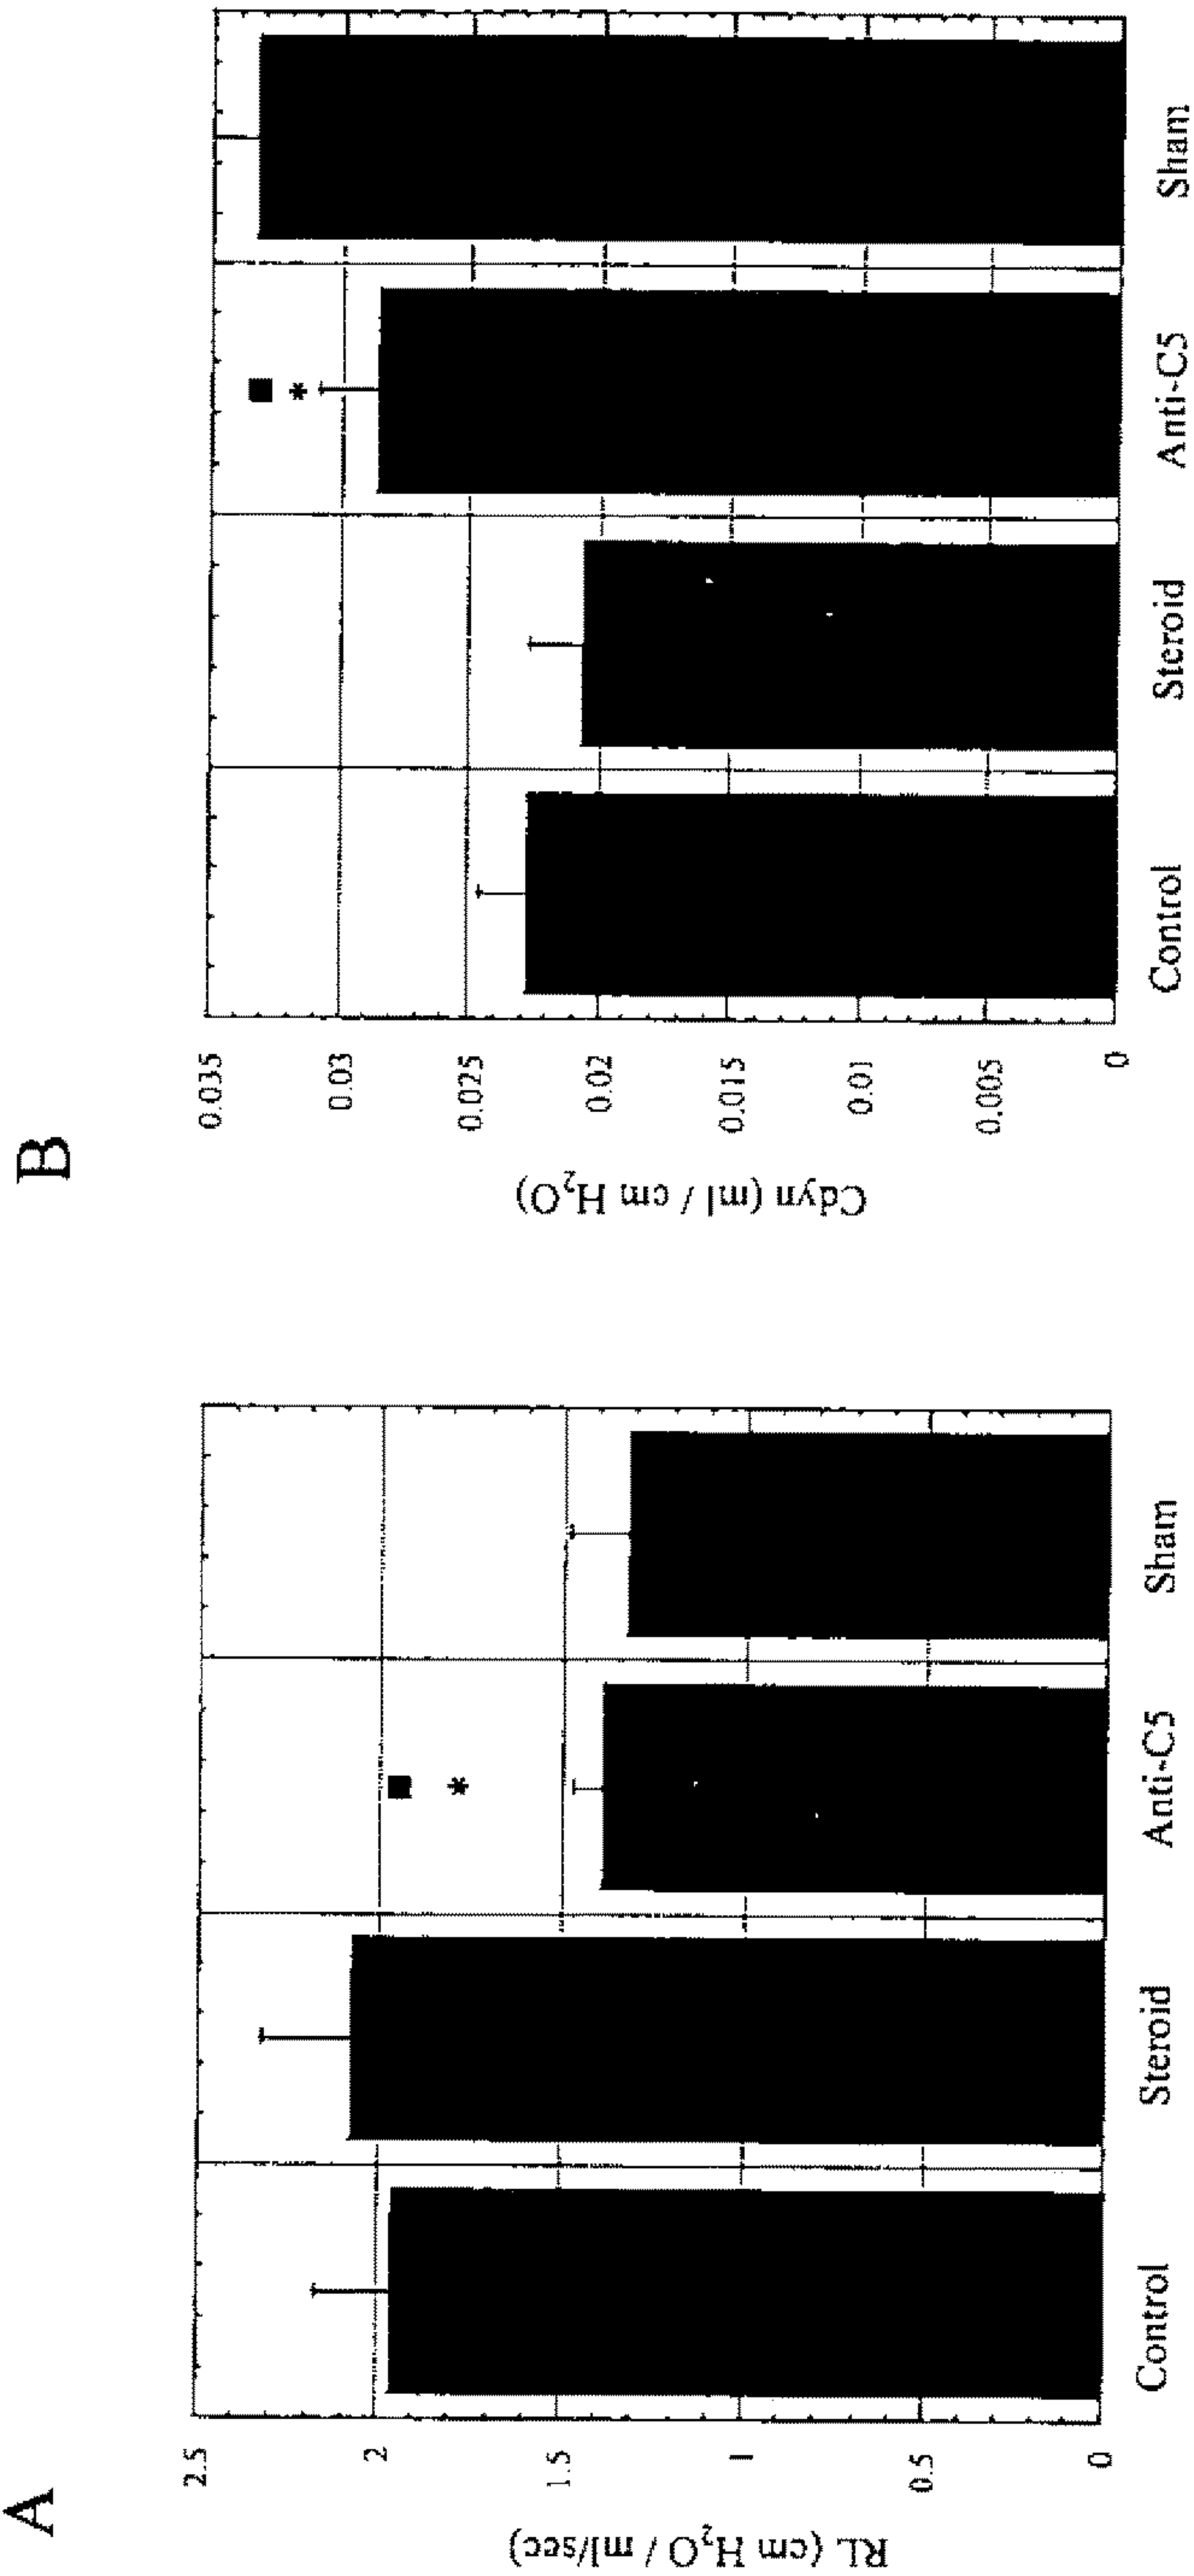 A
RL (cm H₂O / ml/sec)
2.5
2
1.5
1
0.5
0
Control
Steroid
Anti-C5
Sham
■
*
B
Cdyn (ml / cm H₂O)
0.035
0.03
0.025
0.02
0.015
0.01
0.005
0
Control
Steroid
Anti-C5
Sham
■
*